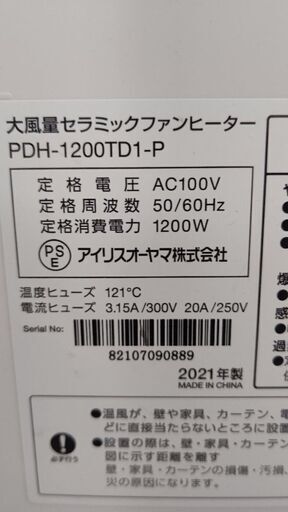 大風量セラミックファンヒーター
PDH-1200TD1-P
定格電圧 AC100V
定格周波数 50/60Hz
定格消費電力 1200W
PSE アイリスオーヤマ株式会社
温度ヒューズ 121℃
電流ヒューズ 3.15A/300V 20A/250V
Serial No:
82107090889
2021年製
MADE IN CHINA
●温風が、壁や家具、カーテン、電
どに直接当たらないところに設置
●設置の際は、壁・家具・カーテン
図に示す距離を離す
壁・家具・カーテンの損傷・汚損、
災の原因になります。
必ず行う